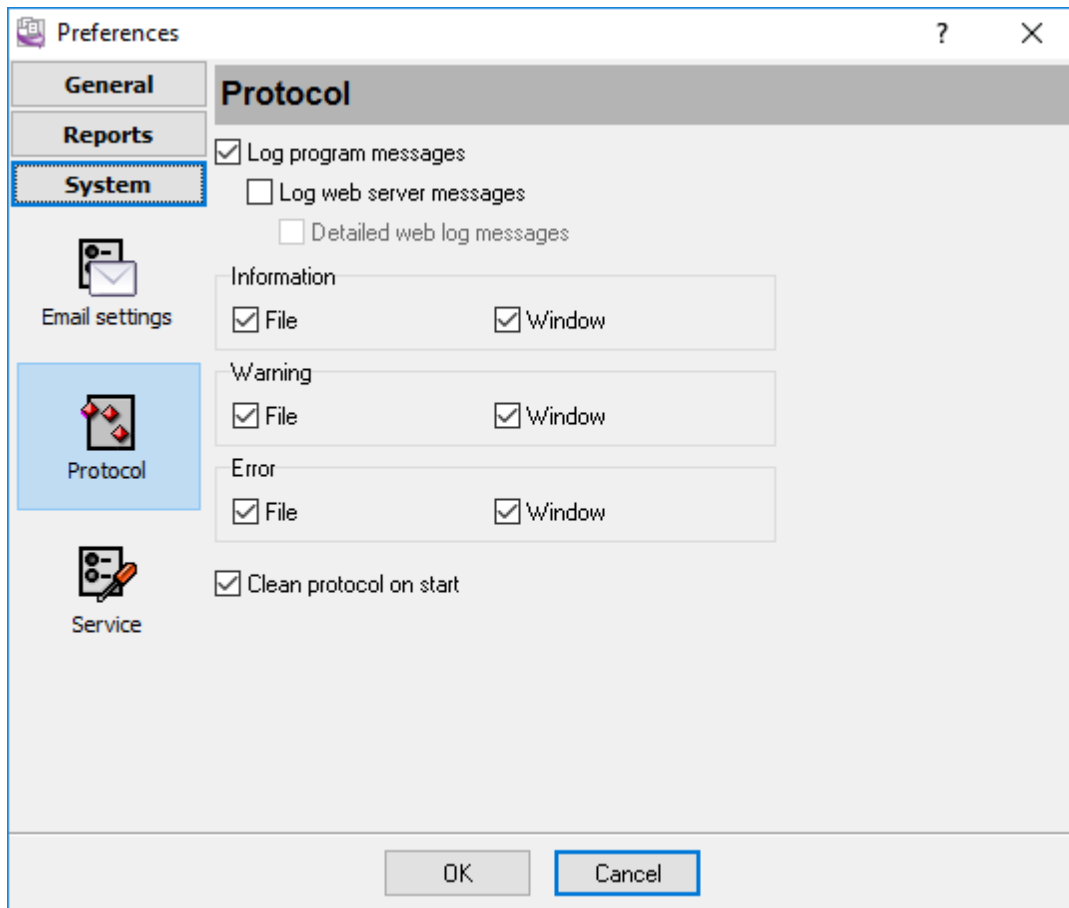 Preferences
?
General
Reports
System
Email settings
Protocol
Service
Protocol
Log program messages
Log web server messages
Detailed web log messages
Information
File Window
Warning
File Window
Error
File Window
Clean protocol on start
OK Cancel